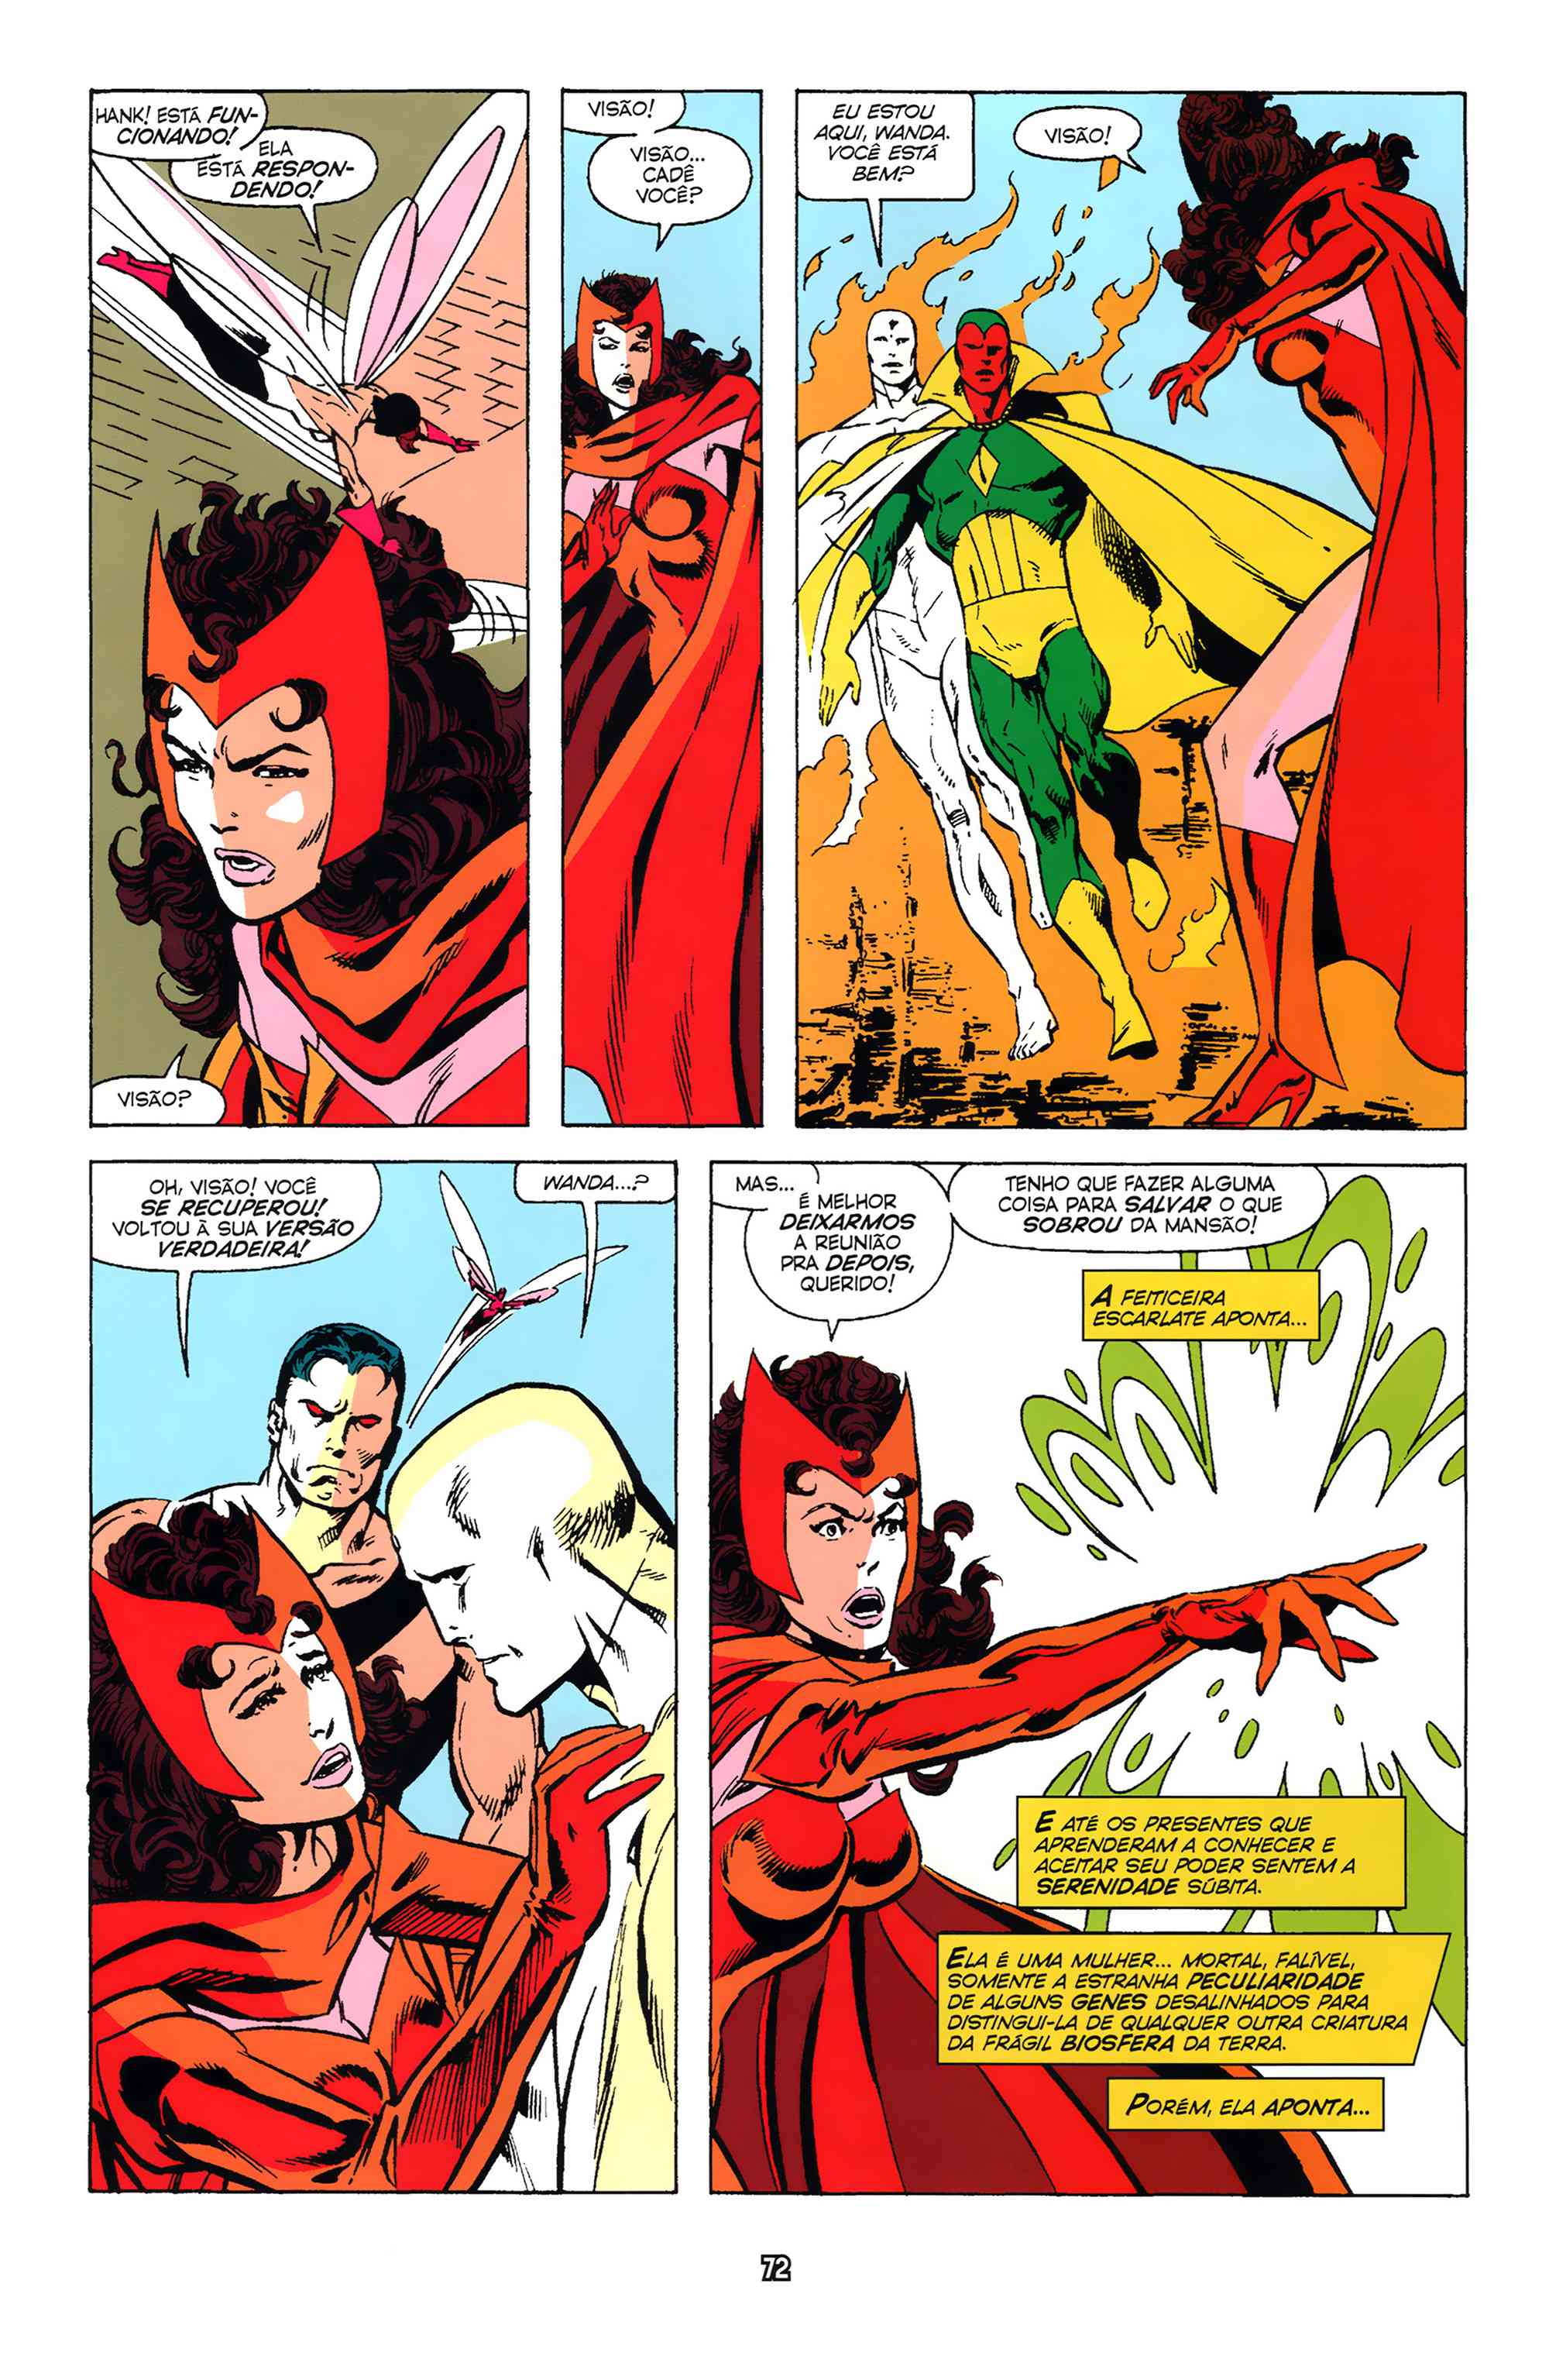 HANK! ESTÁ FUN-
CIONANDO!
ELA
ESTÁ RESPON-
DENDO!
VISÃO?
VISÃO!
VISÃO...
CADÊ
VOCÊ?
EU ESTOU
AQUI, WANDA.
VOCÊ ESTÁ
BEM?
VISÃO!
OH, VISÃO! VOCÊ
SE RECUPEROU!
VOLTOU À SUA VERSÃO
VERDADEIRA!
WANDA...?
MAS...
É MELHOR
DEIXARMOS
A REUNIÃO
PRA DEPOIS,
QUERIDO!
TENHO QUE FAZER ALGUMA
COISA PARA SALVAR O QUE
SOBROU DA MANSÃO!
A FEITICEIRA
ESCARLATE APONTA...
E ATÉ OS PRESENTES QUE
APRENDERAM A CONHECER E
ACEITAR SEU PODER SENTEM A
SERENIDADE SÚBITA.
ELA É UMA MULHER... MORTAL, FALÍVEL,
SOMENTE A ESTRANHA PECULIARIDADE
DE ALGUNS GENES DESALINHADOS PARA
DISTINGUI-LA DE QUALQUER OUTRA CRIATURA
DA FRÁGIL BIOSFERA DA TERRA.
PORÉM, ELA APONTA...
72